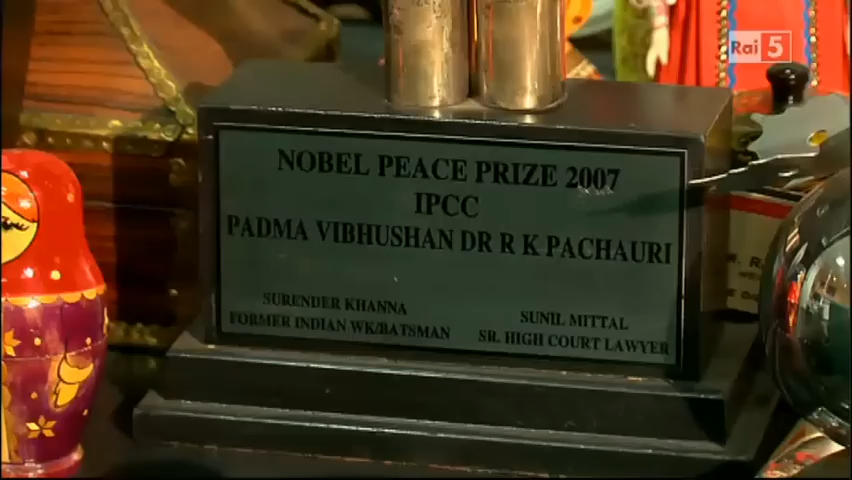 Rai 5
NOBEL PEACE PRIZE 2007
IPCC
PADMA VIBHUSHAN DR R K PACHAURI
SURENDER KHANNA
FORMER INDIAN WK/BATSMAN
SUNIL MITTAL
SR. HIGH COURT LAWYER